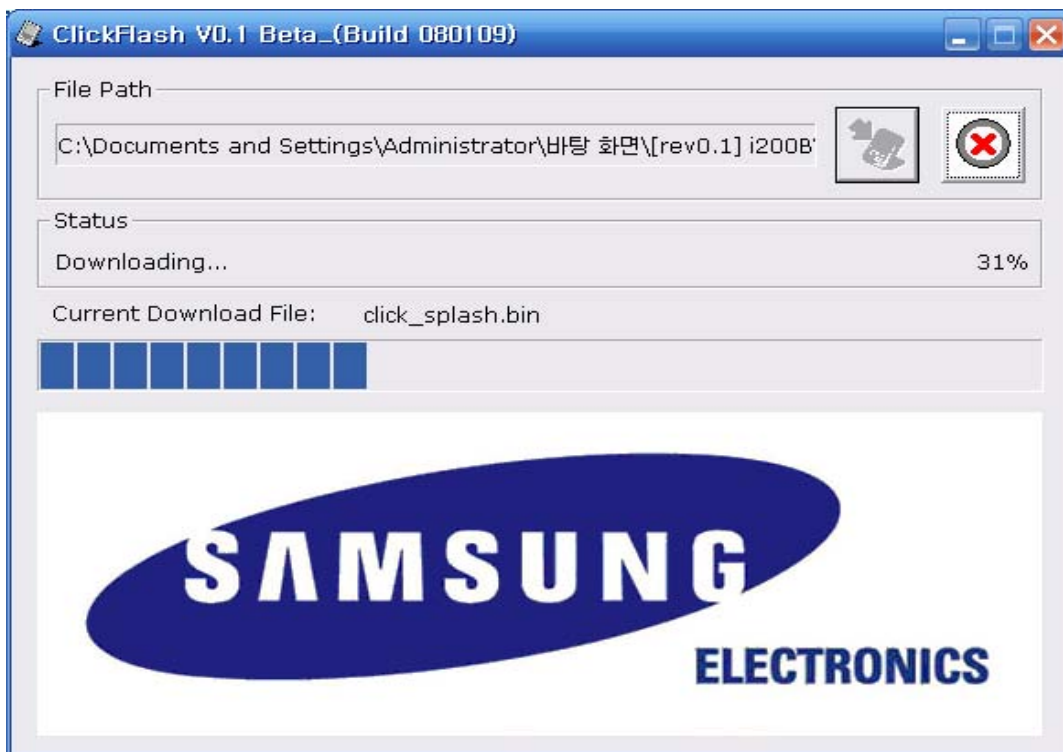 ClickFlash V0.1 Beta_(Build 080109)
File Path
C:\Documents and Settings\Administrator\바탕 화면\[rev0.1] i200B
Status
Downloading... 31%
Current Download File: click_splash.bin
SAMSUNG
ELECTRONICS